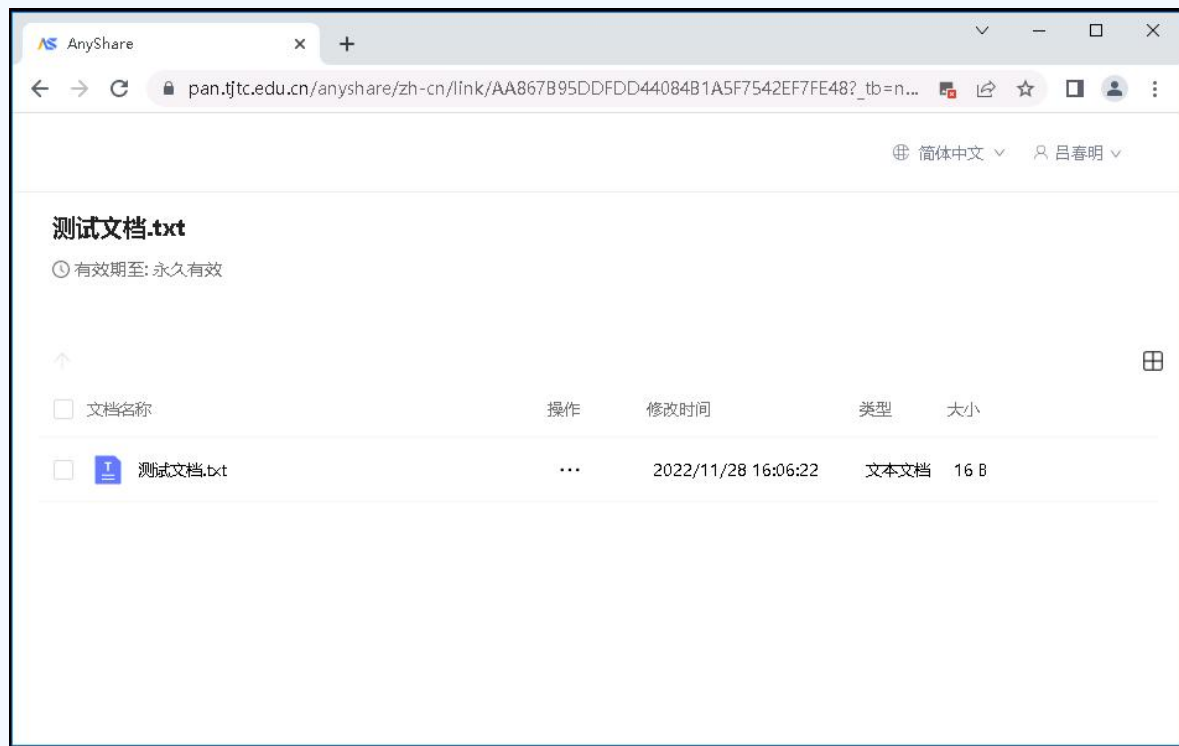 AnyShare
pan.tjtc.edu.cn/anyshare/zh-cn/link/AA867B95DDFDD44084B1A5F7542EF7FE48?_tb=n...
简体中文 吕春明
测试文档.txt
有效期至: 永久有效
文档名称 操作 修改时间 类型 大小
测试文档.txt ... 2022/11/28 16:06:22 文本文档 16 B